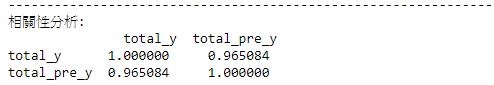 ----------------------------------------------------------------
相關性分析:
total_y total_pre_y
total_y 1.000000 0.965084
total_pre_y 0.965084 1.000000